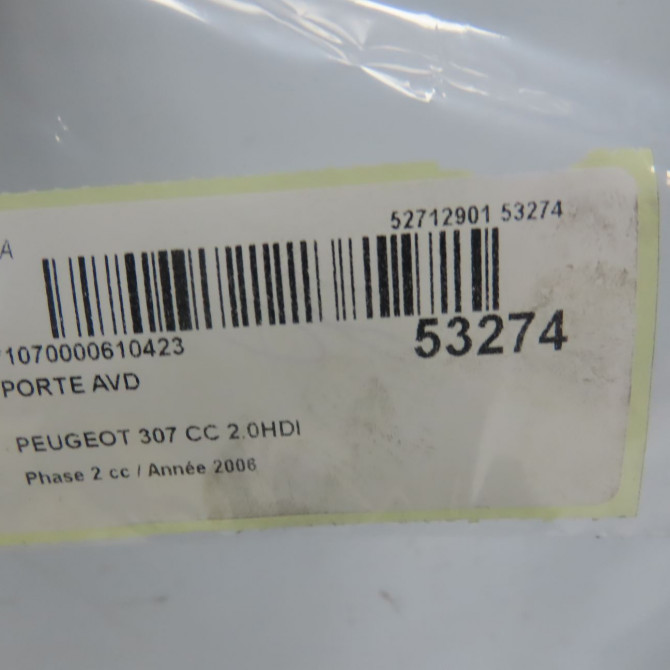 A
52712901 53274
1070000610423
53274
PORTE AVD
PEUGEOT 307 CC 2.0HDI
Phase 2 cc / Année 2006